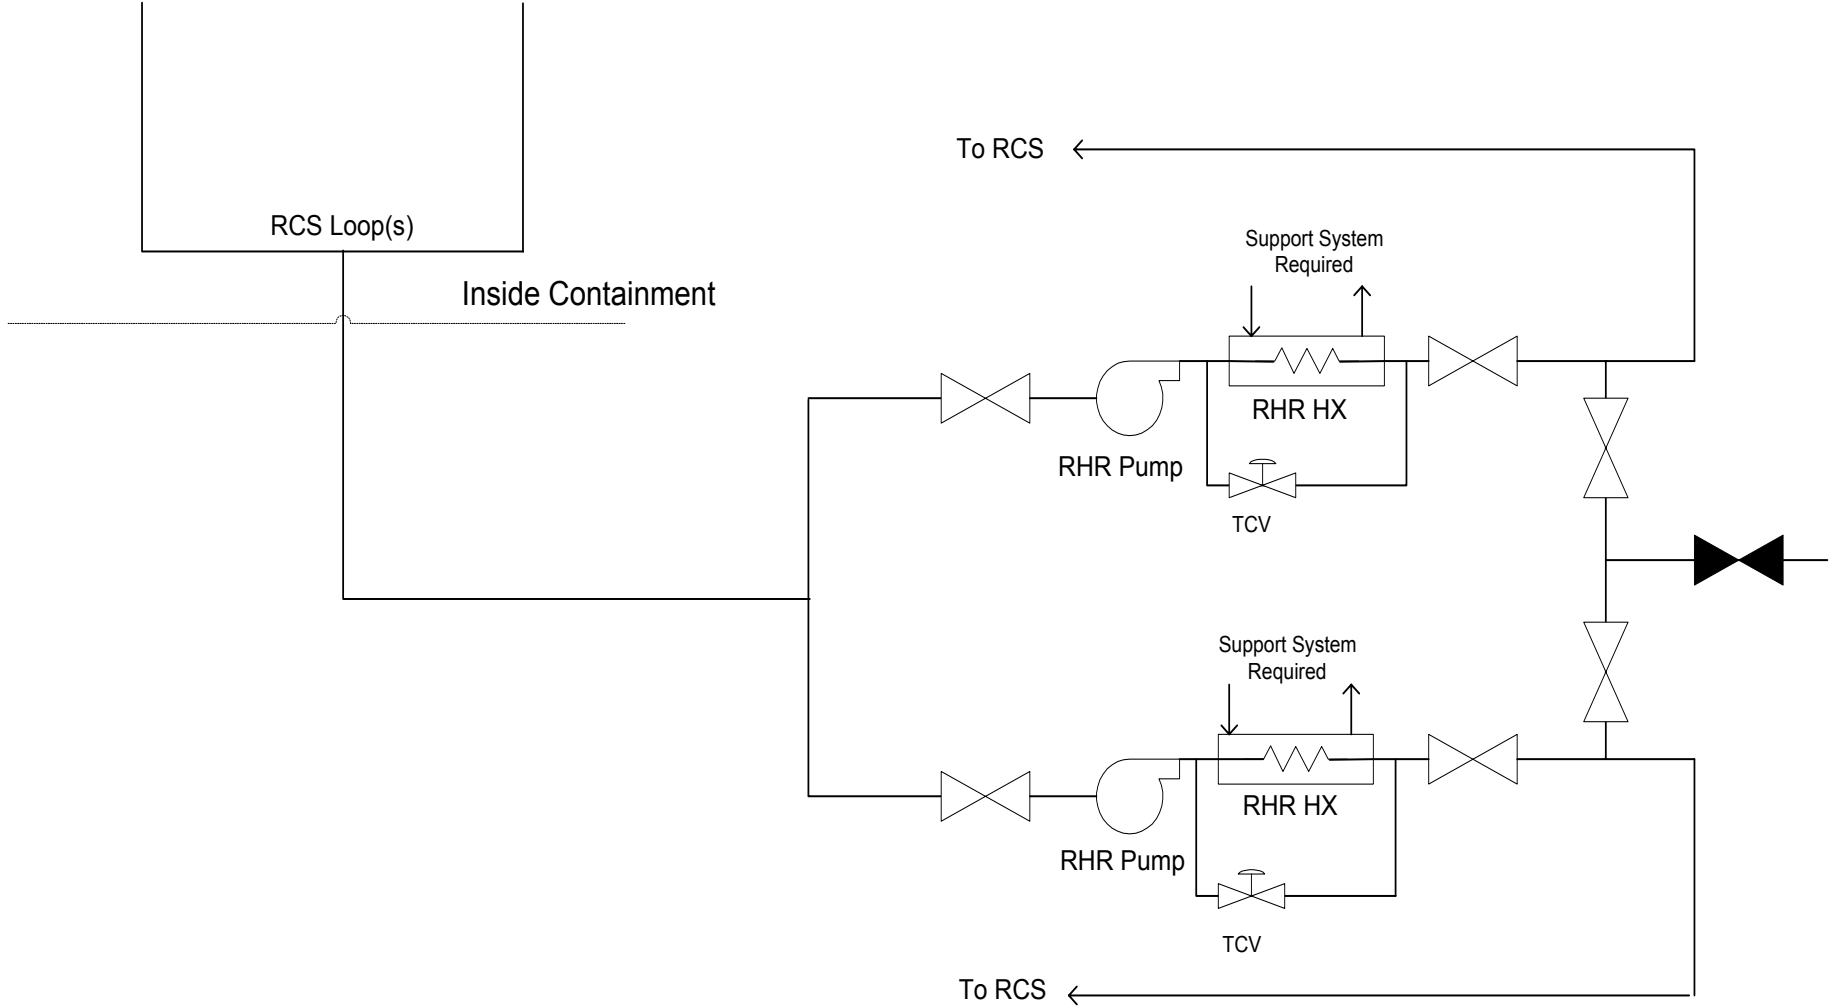 To RCS
RCS Loop(s)
Support System
Required
Inside Containment
RHR HX
RHR Pump
TCV
Support System
Required
RHR HX
RHR Pump
TCV
To RCS